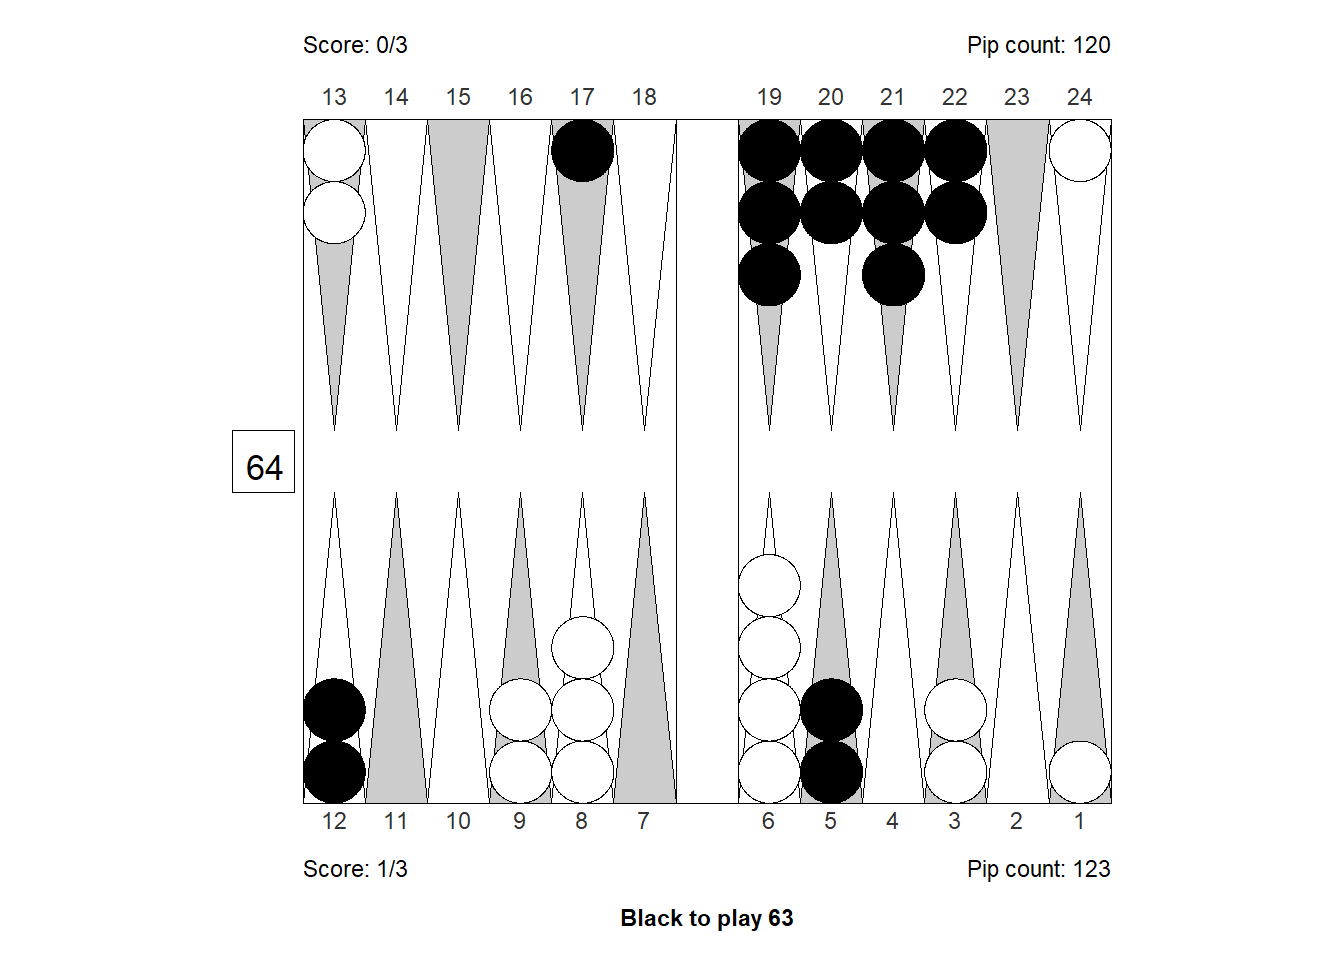 Score: 0/3 Pip count: 120
13 14 15 16 17 18 19 20 21 22 23 24
64
12 11 10 9 8 7 6 5 4 3 2 1
Score: 1/3 Pip count: 123
Black to play 63